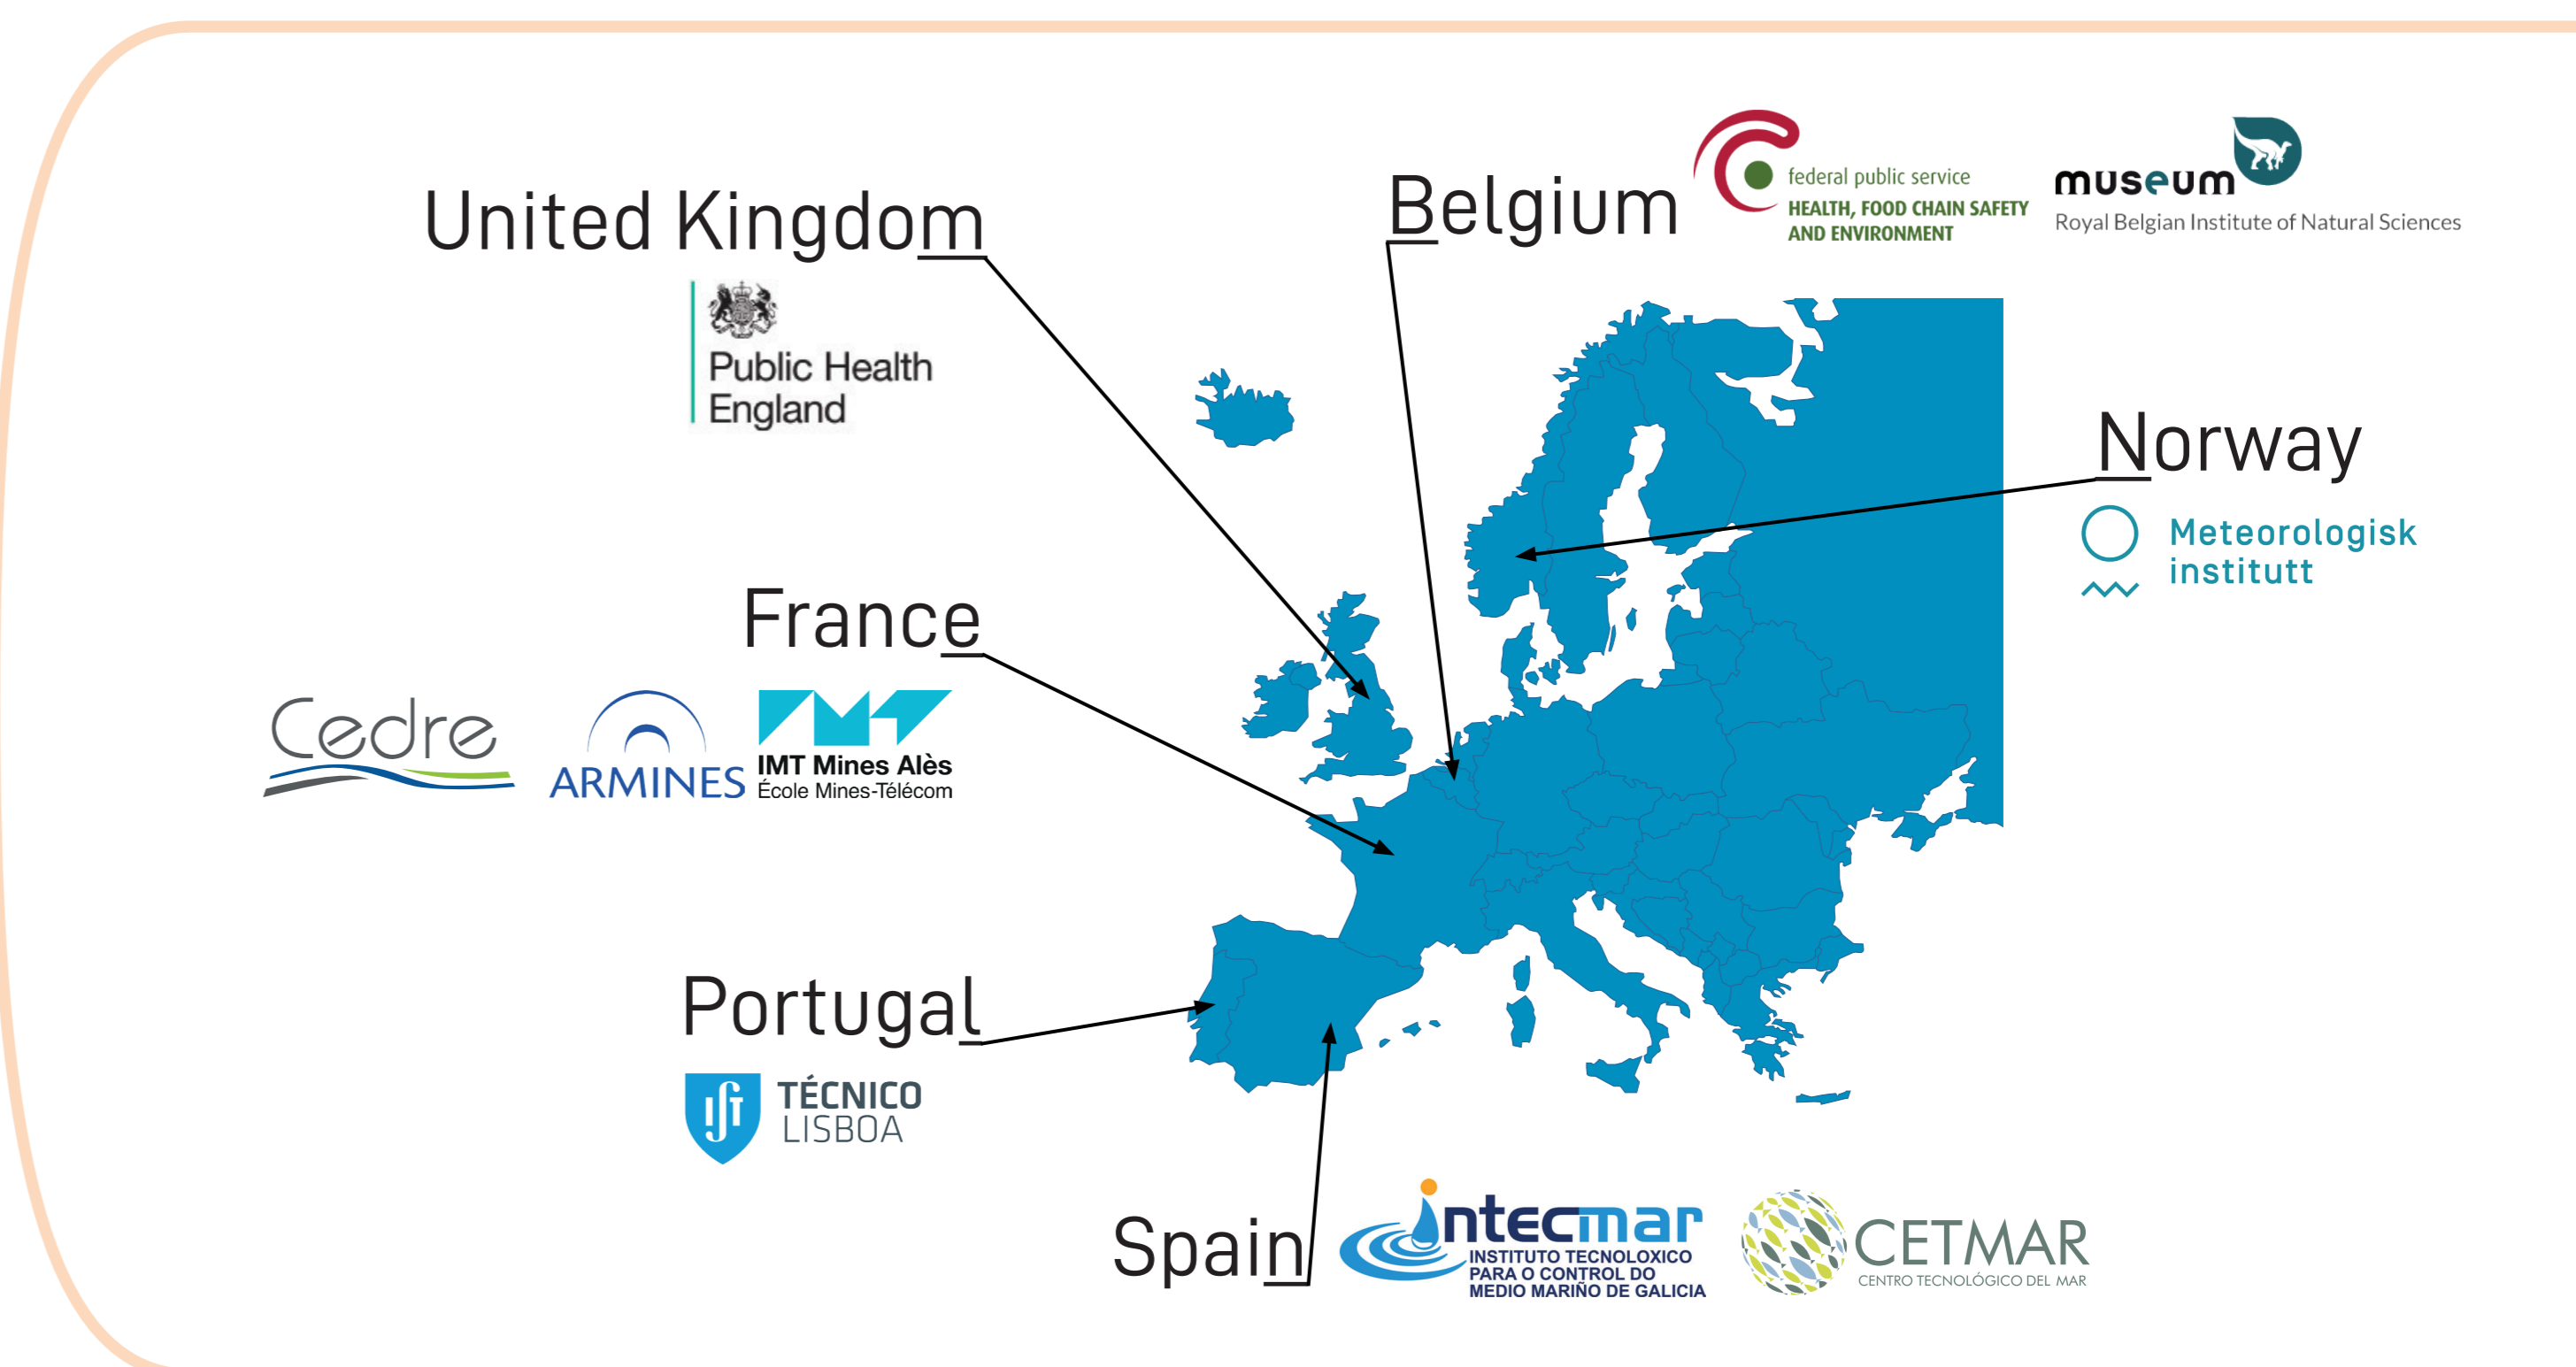 United Kingdom
Public Health
England
Belgium
federal public service
HEALTH, FOOD CHAIN SAFETY
AND ENVIRONMENT
museum
Royal Belgian Institute of Natural Sciences
Norway
Meteorologisk
institutt
France
Cedre
ARMINES
IMT Mines Alès
École Mines-Télécom
Portugal
TÉCNICO
LISBOA
Spain
intecmar
INSTITUTO TECNOLOXICO
PARA O CONTROL DO
MEDIO MARIÑO DE GALICIA
CETMAR
CENTRO TECNOLÓGICO DEL MAR